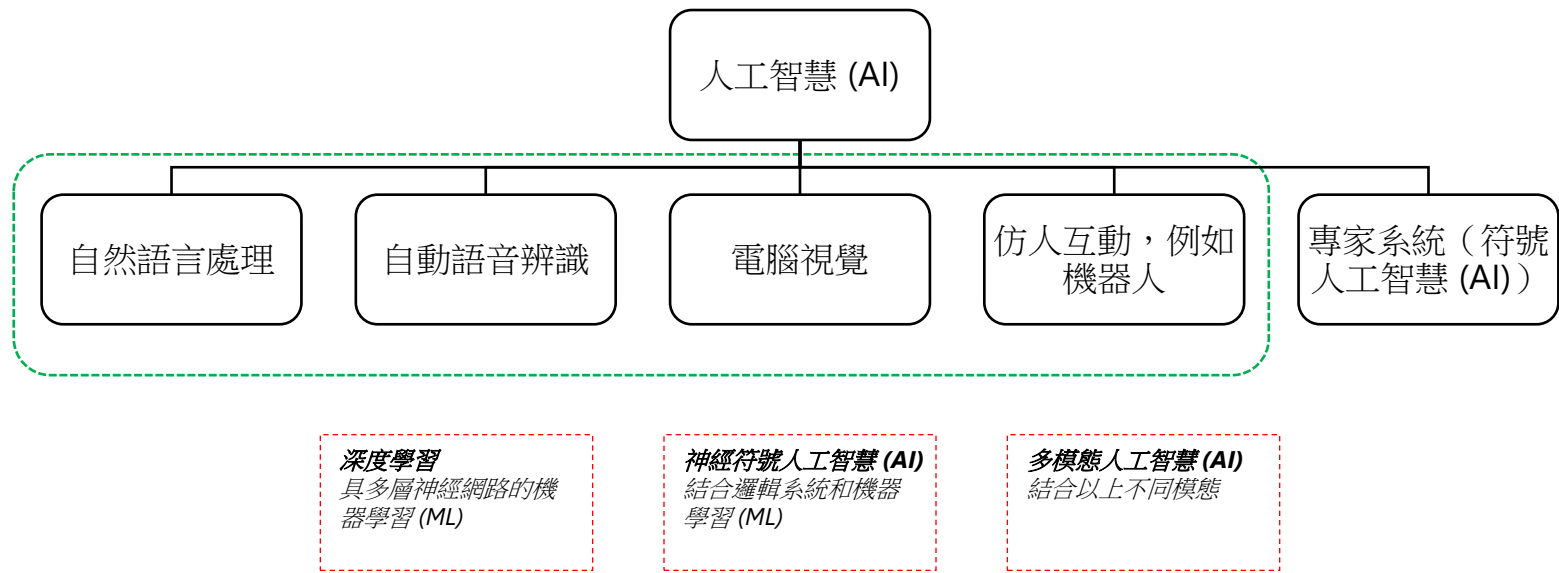 人工智慧 (AI)
自然語言處理
自動語音辨識
電腦視覺
仿人互動，例如
機器人
專家系統（符號
人工智慧 (AI)）
深度學習
具多層神經網路的機
器學習 (ML)
神經符號人工智慧 (AI)
結合邏輯系統和機器
學習 (ML)
多模態人工智慧 (AI)
結合以上不同模態